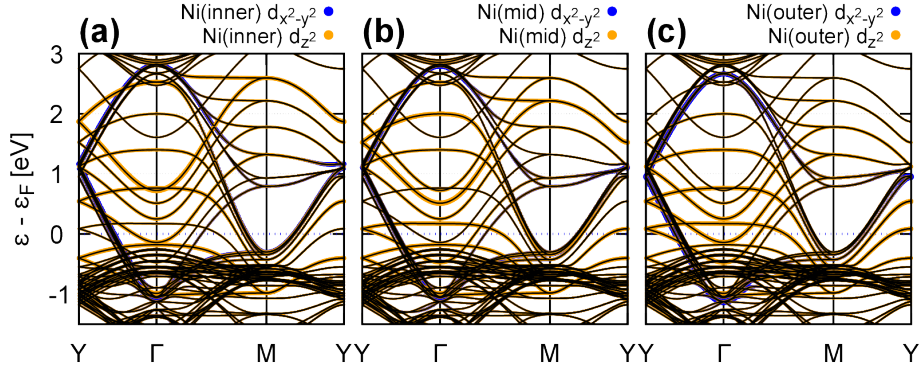 (a) Ni(inner) dx²-y²
Ni(inner) dz²
(b) Ni(mid) dx²-y²
Ni(mid) dz²
(c) Ni(outer) dx²-y²
Ni(outer) dz²
ε - εF [eV]
3
2
1
0
-1
Y Γ M Y Γ M Y Γ M Y